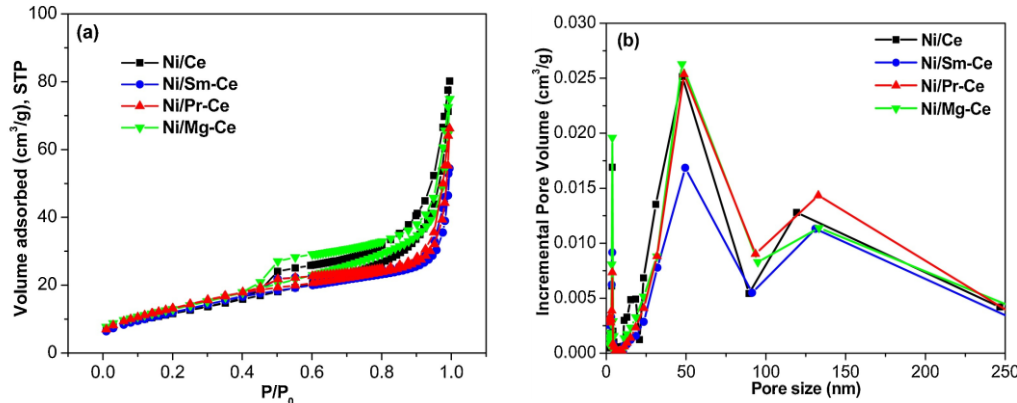 (a)
Ni/Ce
Ni/Sm-Ce
Ni/Pr-Ce
Ni/Mg-Ce
Volume adsorbed (cm³/g), STP
100
80
60
40
20
0
0.0 0.2 0.4 0.6 0.8 1.0
P/P₀
(b)
Ni/Ce
Ni/Sm-Ce
Ni/Pr-Ce
Ni/Mg-Ce
Incremental Pore Volume (cm³/g)
0.030
0.025
0.020
0.015
0.010
0.005
0.000
0 50 100 150 200 250
Pore size (nm)